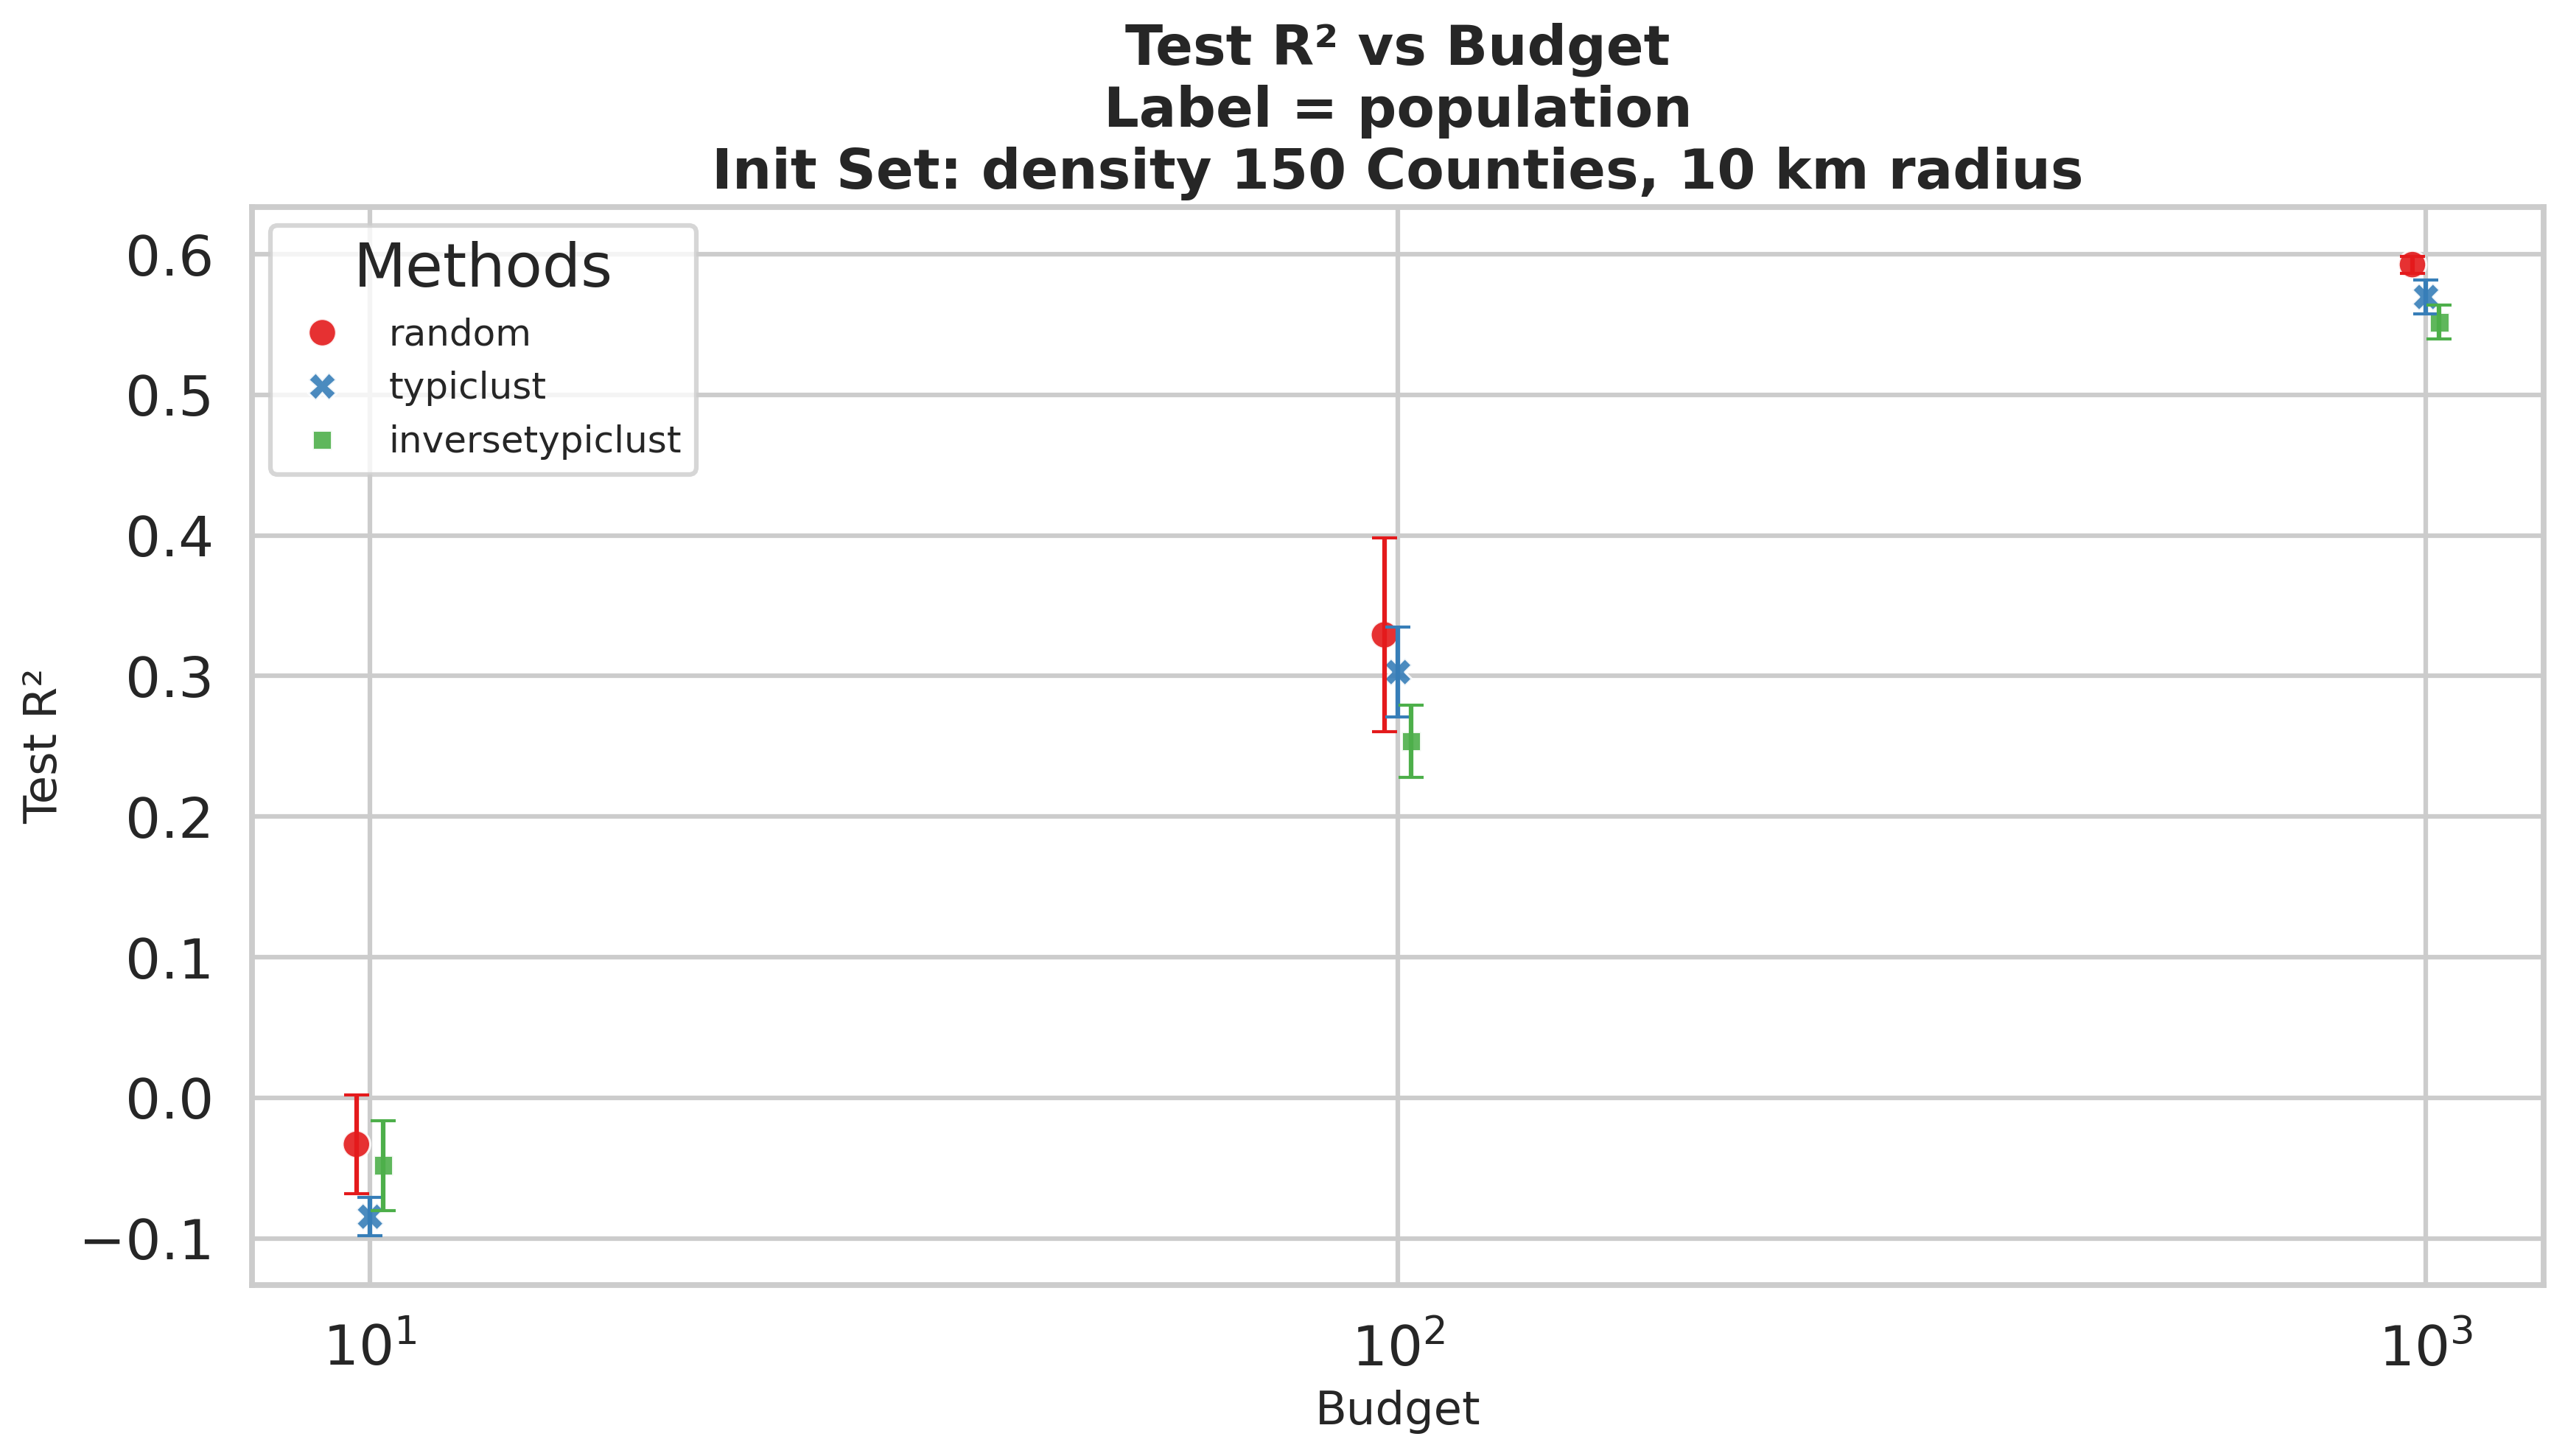 Test R² vs Budget
Label = population
Init Set: density 150 Counties, 10 km radius
Methods
random
typiclust
inversetypiclust
Test R²
0.6
0.5
0.4
0.3
0.2
0.1
0.0
−0.1
10¹
10²
10³
Budget